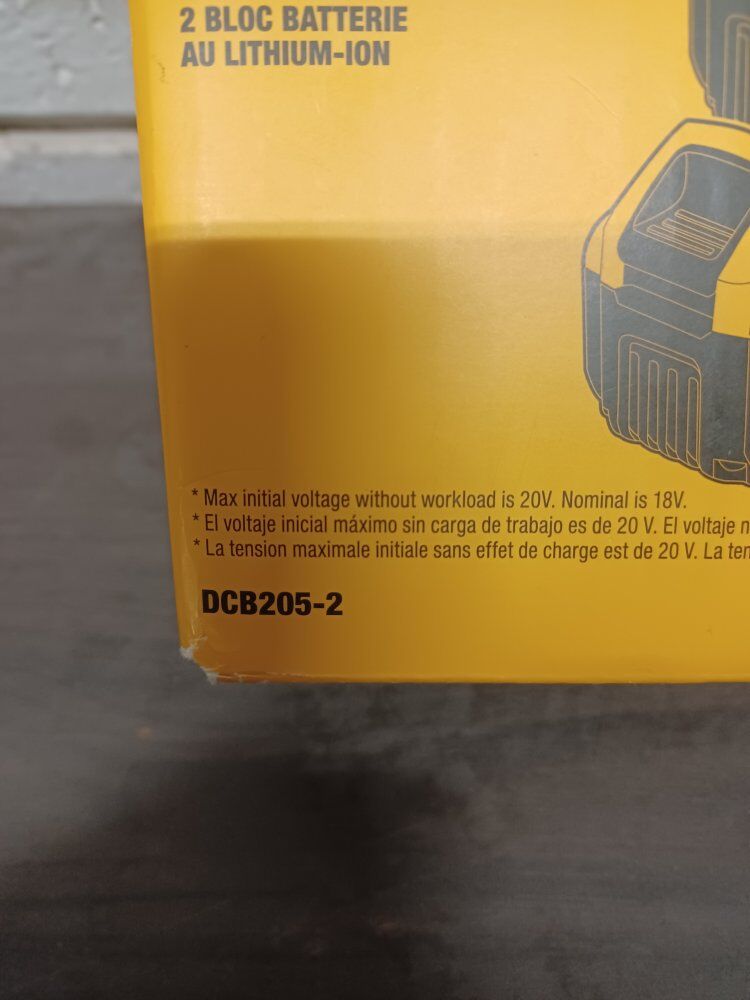 2 BLOC BATTERIE
AU LITHIUM-ION
* Max initial voltage without workload is 20V. Nominal is 18V.
* El voltaje inicial máximo sin carga de trabajo es de 20 V. El voltaje
* La tension maximale initiale sans effet de charge est de 20 V. La
DCB205-2